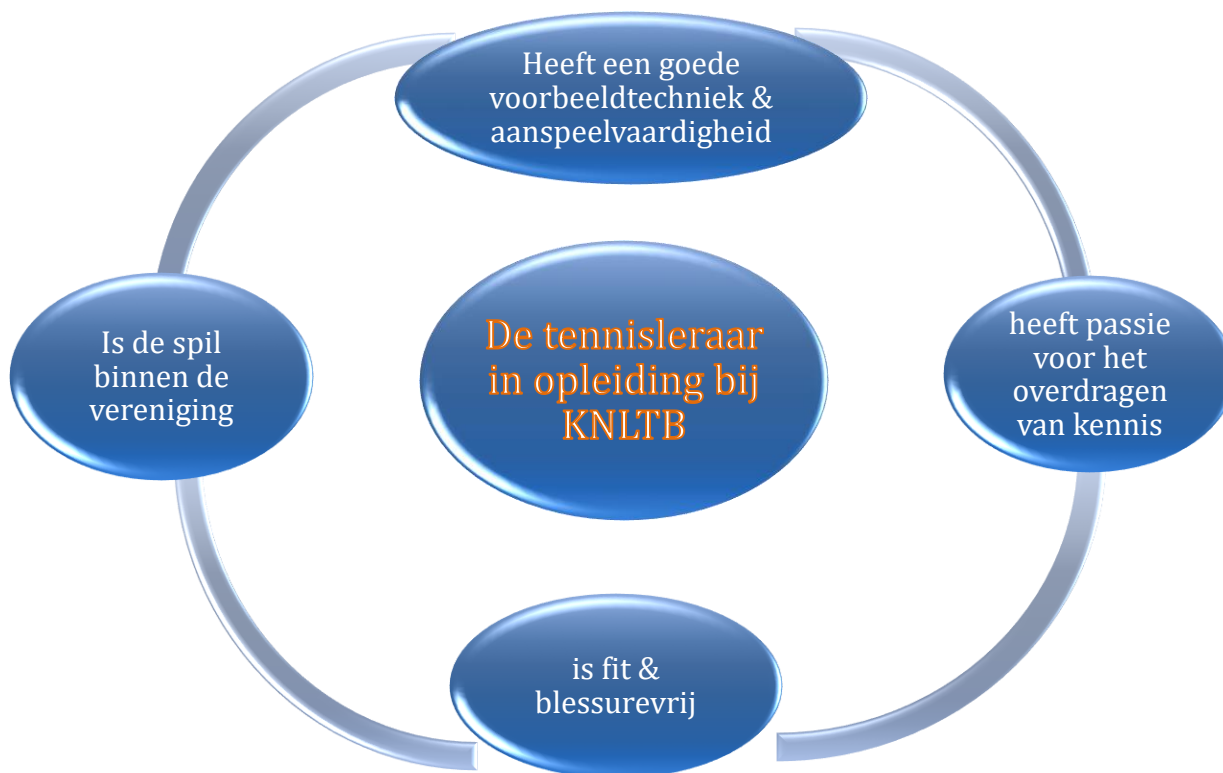 Heeft een goede
voorbeeldtechniek &
aanspeelvaardigheid
De tennisleraar
in opleiding bij
KNLTB
Is de spil
binnen de
vereniging
heeft passie
voor het
overdragen
van kennis
is fit &
blessurevrij